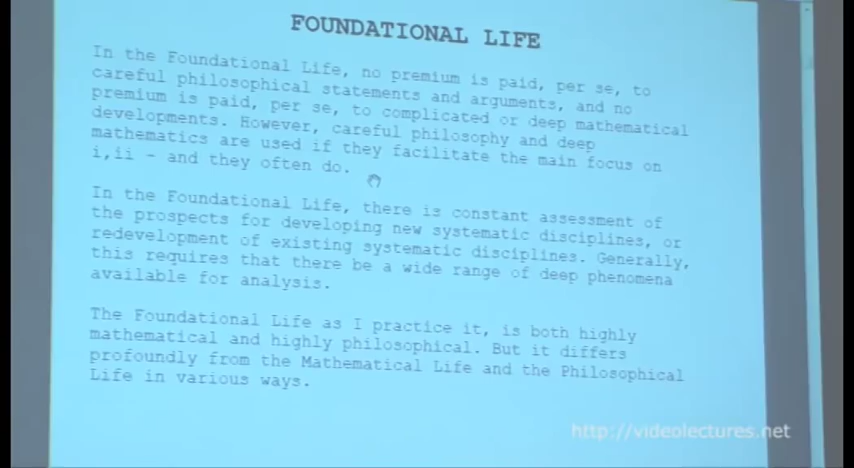 FOUNDATIONAL LIFE
In the Foundational Life, no premium is paid, per se, to
careful philosophical statements and arguments, and no
premium is paid, per se, to complicated or deep mathematical
developments. However, careful philosophy and deep
mathematics are used if they facilitate the main focus on
i,ii - and they often do.
In the Foundational Life, there is constant assessment of
the prospects for developing new systematic disciplines, or
redevelopment of existing systematic disciplines. Generally,
this requires that there be a wide range of deep phenomena
available for analysis.
The Foundational Life as I practice it, is both highly
mathematical and highly philosophical. But it differs
profoundly from the Mathematical Life and the Philosophical
Life in various ways.
http://videolectures.net